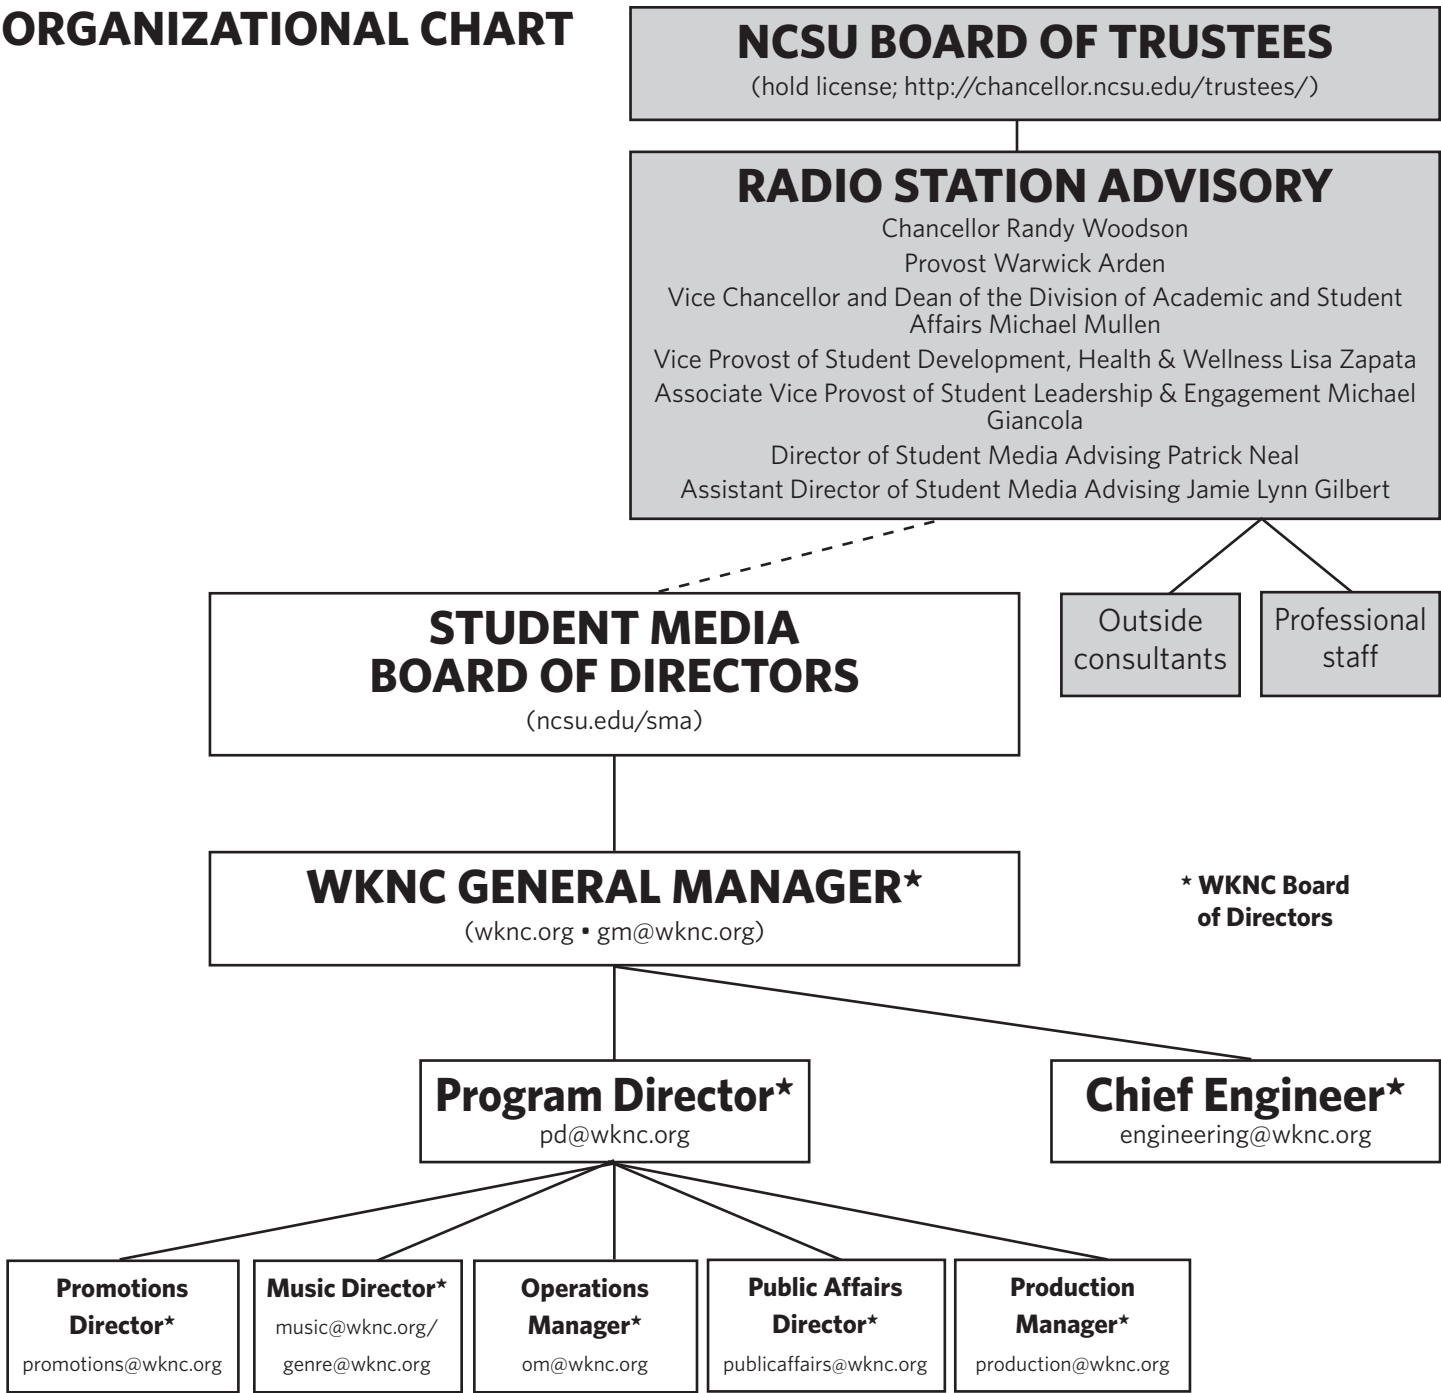 ORGANIZATIONAL CHART
NCSU BOARD OF TRUSTEES
(hold license; http://chancellor.ncsu.edu/trustees/)
RADIO STATION ADVISORY
Chancellor Randy Woodson
Provost Warwick Arden
Vice Chancellor and Dean of the Division of Academic and Student
Affairs Michael Mullen
Vice Provost of Student Development, Health & Wellness Lisa Zapata
Associate Vice Provost of Student Leadership & Engagement Michael
Giancola
Director of Student Media Advising Patrick Neal
Assistant Director of Student Media Advising Jamie Lynn Gilbert
STUDENT MEDIA
BOARD OF DIRECTORS
(ncsu.edu/sma)
Outside
consultants
Professional
staff
WKNC GENERAL MANAGER★
(wknc.org • gm@wknc.org)
★ WKNC Board
of Directors
Program Director★
pd@wknc.org
Chief Engineer★
engineering@wknc.org
Promotions
Director★
promotions@wknc.org
Music Director★
music@wknc.org/
genre@wknc.org
Operations
Manager★
om@wknc.org
Public Affairs
Director★
publicaffairs@wknc.org
Production
Manager★
production@wknc.org